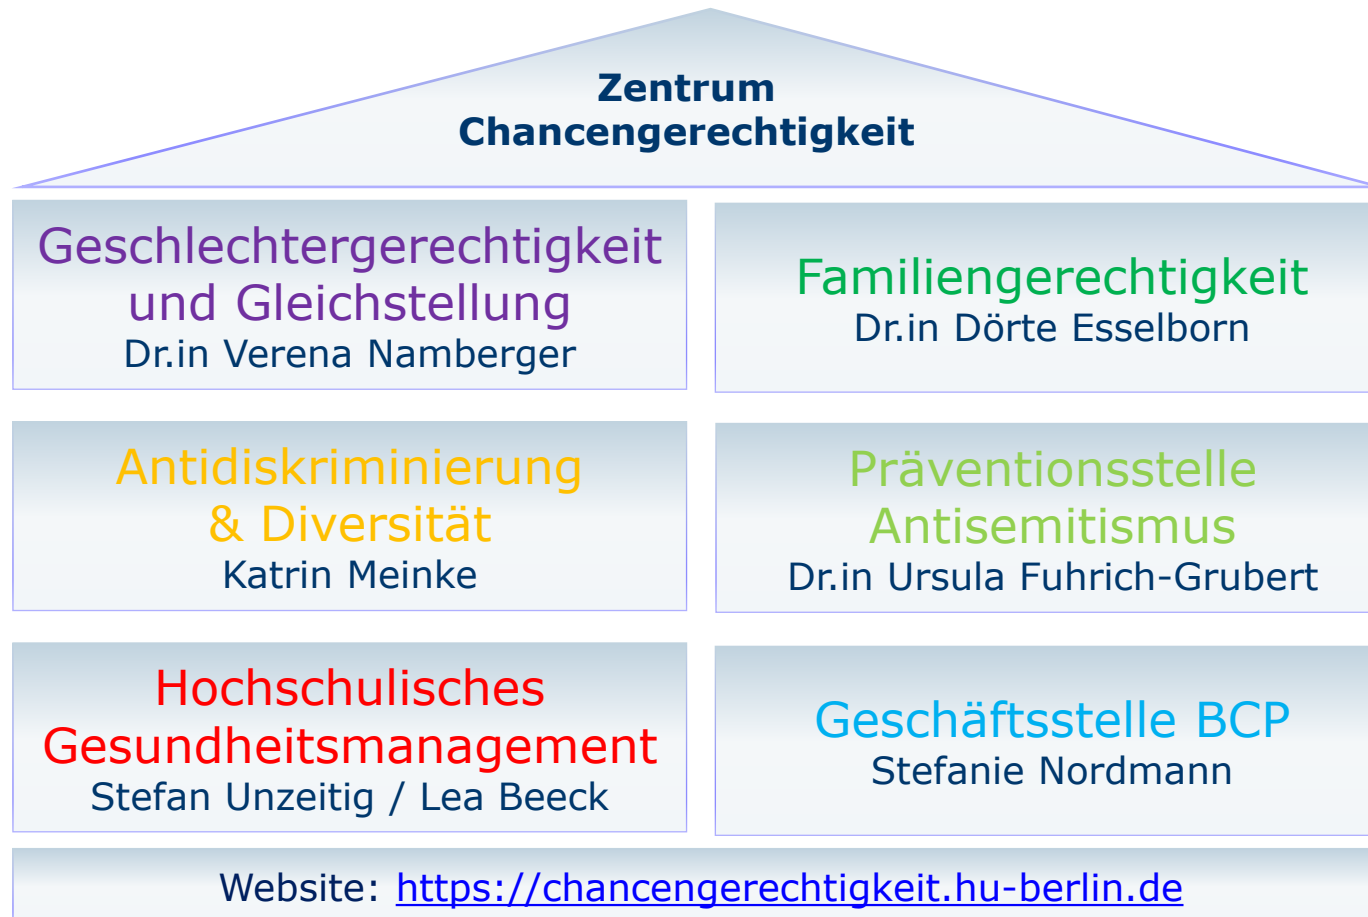 Zentrum
Chancengerechtigkeit
Geschlechtergerechtigkeit
und Gleichstellung
Dr.in Verena Namberger
Familiengerechtigkeit
Dr.in Dörte Esselborn
Antidiskriminierung
& Diversität
Katrin Meinke
Präventionsstelle
Antisemitismus
Dr.in Ursula Fuhrich-Grubert
Hochschulisches
Gesundheitsmanagement
Stefan Unzeitig / Lea Beeck
Geschäftsstelle BCP
Stefanie Nordmann
Website: https://chancengerechtigkeit.hu-berlin.de